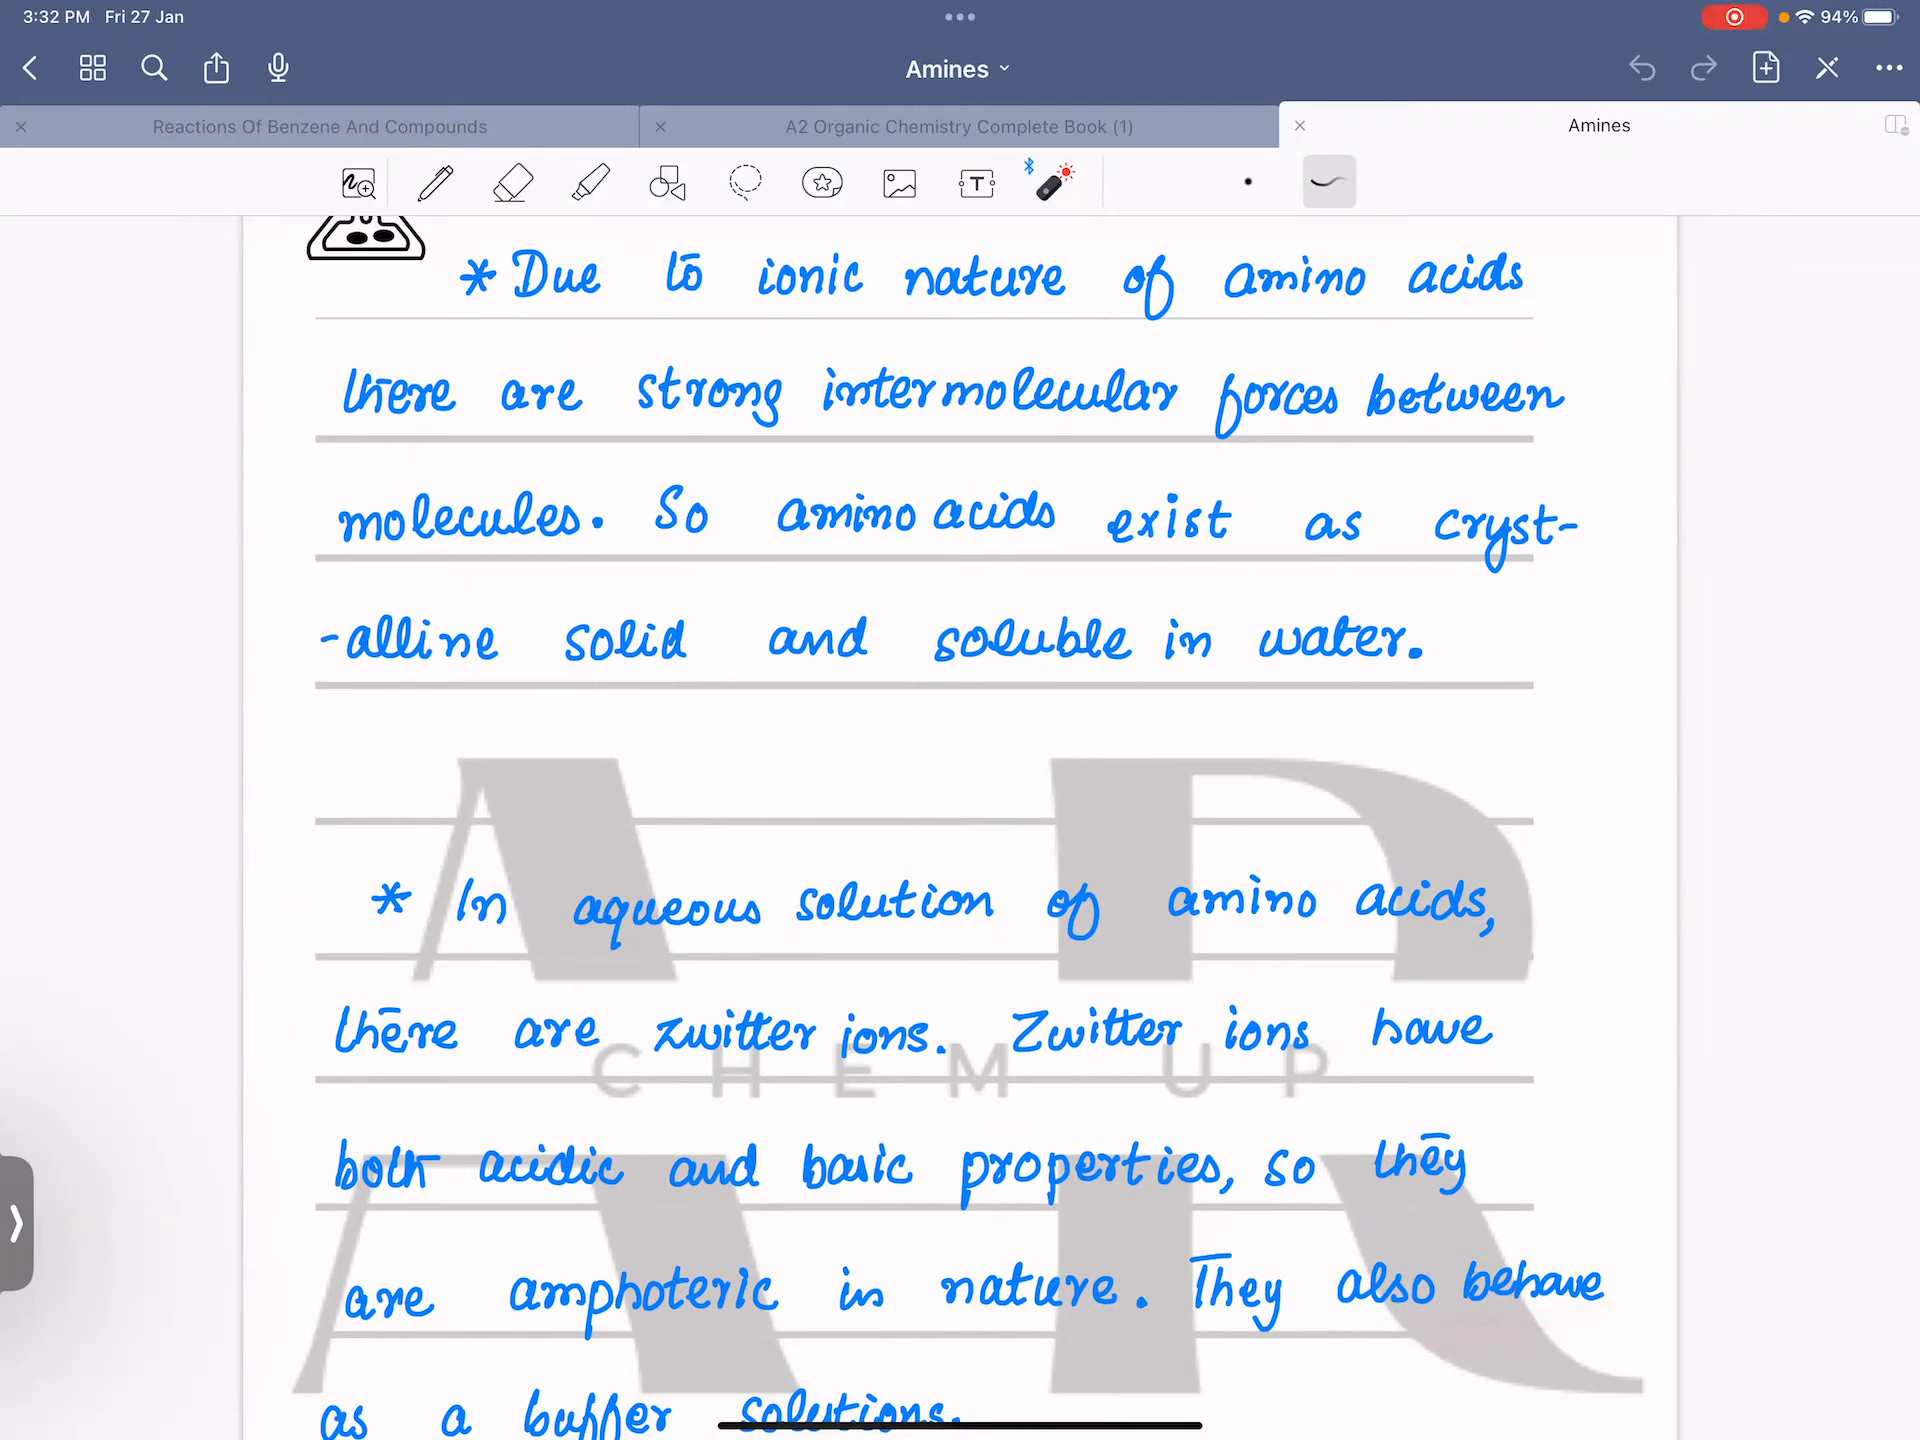 3:32 PM Fri 27 Jan
94%
Amines
Reactions Of Benzene And Compounds
A2 Organic Chemistry Complete Book (1)
Amines
T
* Due to ionic nature of amino acids
there are strong intermolecular forces between
molecules. So amino acids exist as cryst-
-alline solid and soluble in water.
* In aqueous solution of amino acids,
there are zwitter ions. Zwitter ions have
CHEM UP
both acidic and basic properties, so they
are amphoteric in nature. They also behave
as a buffer solutions.